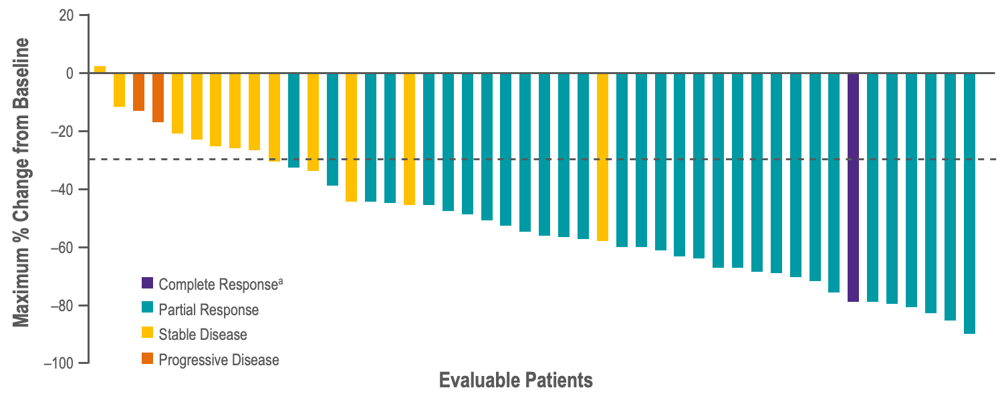 Maximum % Change from Baseline
20
0
–20
–40
–60
–80
–100
Complete Responseᵃ
Partial Response
Stable Disease
Progressive Disease
Evaluable Patients